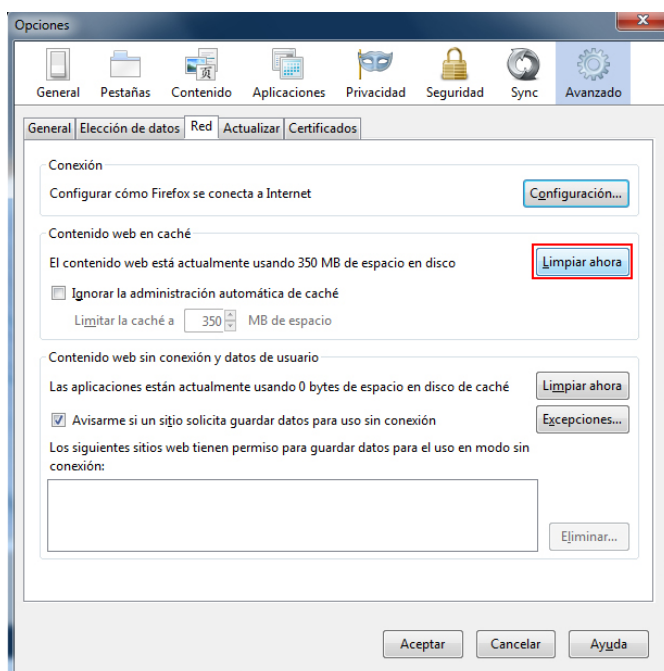 Opciones
General Pestañas Contenido Aplicaciones Privacidad Seguridad Sync Avanzado
General Elección de datos Red Actualizar Certificados
Conexión
Configurar cómo Firefox se conecta a Internet Configuración...
Contenido web en caché
El contenido web está actualmente usando 350 MB de espacio en disco Limpiar ahora
Ignorar la administración automática de caché
Limitar la caché a 350 MB de espacio
Contenido web sin conexión y datos de usuario
Las aplicaciones están actualmente usando 0 bytes de espacio en disco de caché Limpiar ahora
Avisarme si un sitio solicita guardar datos para uso sin conexión Excepciones...
Los siguientes sitios web tienen permiso para guardar datos para el uso en modo sin
conexión:
Eliminar...
Aceptar Cancelar Ayuda